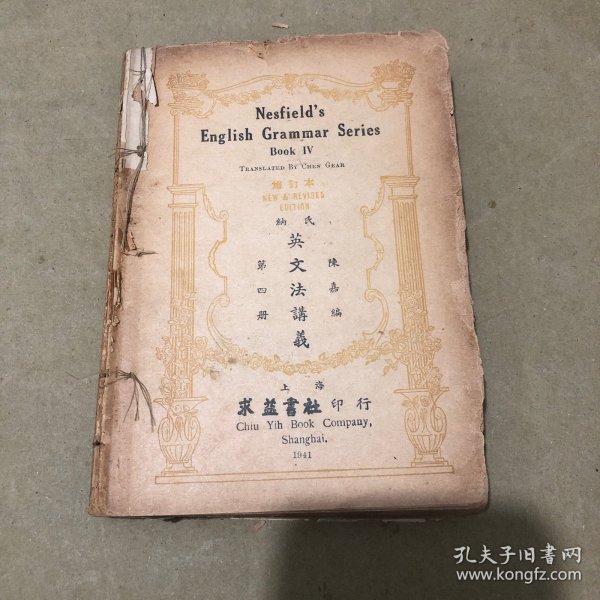 Nesfield's
English Grammar Series
Book IV
TRANSLATED BY CHEN GEAR
增訂本
NEW & REVISED
EDITION
納氏
英文法講義
陳嘉編
第四册
上海
求益書社印行
Chiu Yih Book Company,
Shanghai.
1941
孔夫子旧书网
www.kongfz.com